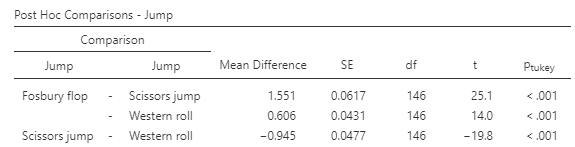 Post Hoc Comparisons - Jump
Comparison
Jump Jump Mean Difference SE df t Ptukey
Fosbury flop - Scissors jump 1.551 0.0617 146 25.1 < .001
- Western roll 0.606 0.0431 146 14.0 < .001
Scissors jump - Western roll −0.945 0.0477 146 −19.8 < .001